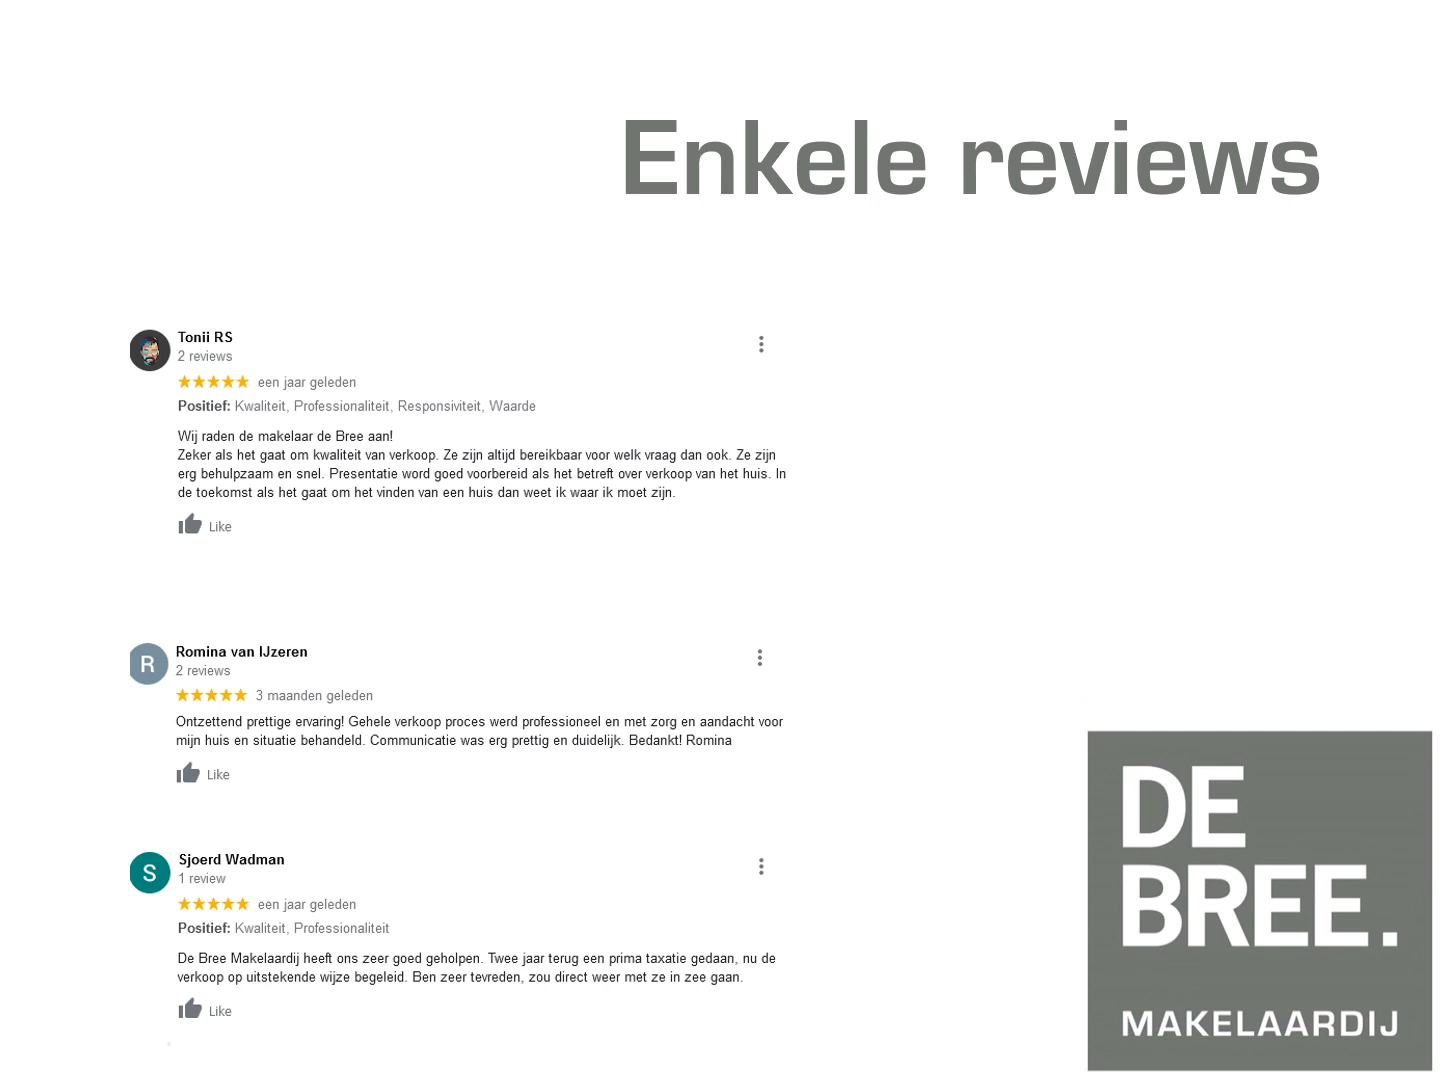 Enkele reviews
Tonii RS
2 reviews
een jaar geleden
Positief: Kwaliteit, Professionaliteit, Responsiviteit, Waarde
Wij raden de makelaar de Bree aan!
Zeker als het gaat om kwaliteit van verkoop. Ze zijn altijd bereikbaar voor welk vraag dan ook. Ze zijn
erg behulpzaam en snel. Presentatie word goed voorbereid als het betreft over verkoop van het huis. In
de toekomst als het gaat om het vinden van een huis dan weet ik waar ik moet zijn.
Like
R
Romina van IJzeren
2 reviews
3 maanden geleden
Ontzettend prettige ervaring! Gehele verkoop proces werd professioneel en met zorg en aandacht voor
mijn huis en situatie behandeld. Communicatie was erg prettig en duidelijk. Bedankt! Romina
Like
S
Sjoerd Wadman
1 review
een jaar geleden
Positief: Kwaliteit, Professionaliteit
De Bree Makelaardij heeft ons zeer goed geholpen. Twee jaar terug een prima taxatie gedaan, nu de
verkoop op uitstekende wijze begeleid. Ben zeer tevreden, zou direct weer met ze in zee gaan.
Like
DE
BREE.
MAKELAARDIJ